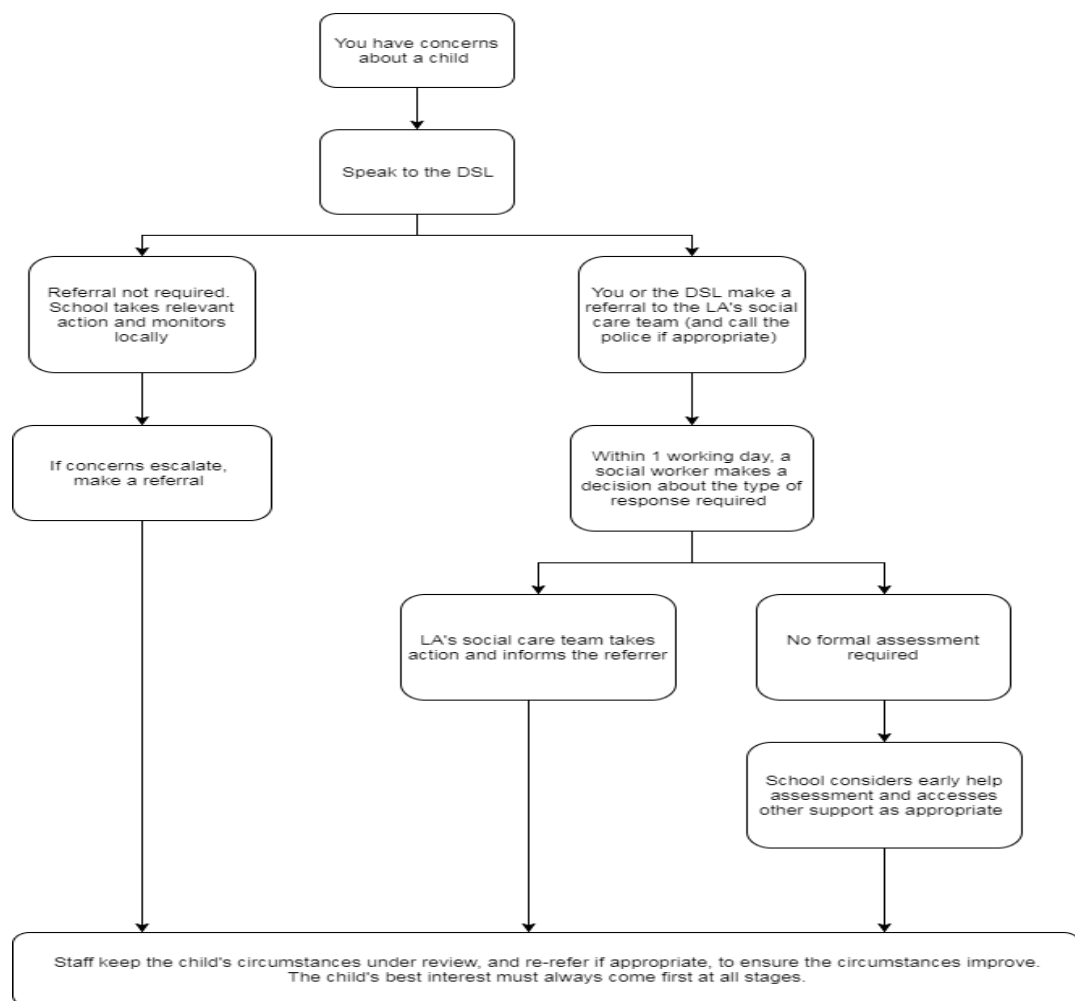 You have concerns
about a child
Speak to the DSL
Referral not required.
School takes relevant
action and monitors
locally
You or the DSL make a
referral to the LA's social
care team (and call the
police if appropriate)
If concerns escalate,
make a referral
Within 1 working day, a
social worker makes a
decision about the type of
response required
LA's social care team takes
action and informs the referrer
No formal assessment
required
School considers early help
assessment and accesses
other support as appropriate
Staff keep the child's circumstances under review, and re-refer if appropriate, to ensure the circumstances improve.
The child's best interest must always come first at all stages.